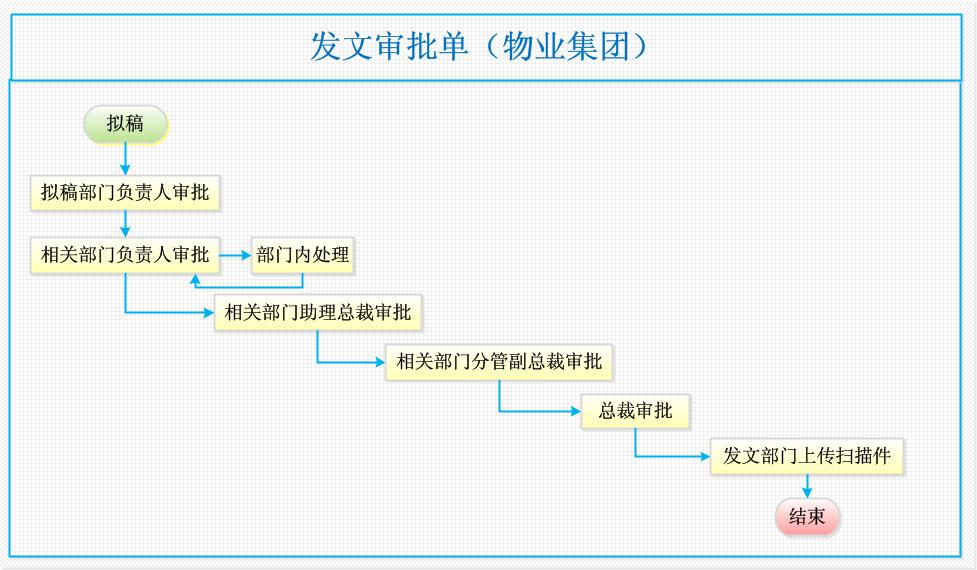 发文审批单（物业集团）
拟稿
拟稿部门负责人审批
相关部门负责人审批
部门内处理
相关部门助理总裁审批
相关部门分管副总裁审批
总裁审批
发文部门上传扫描件
结束